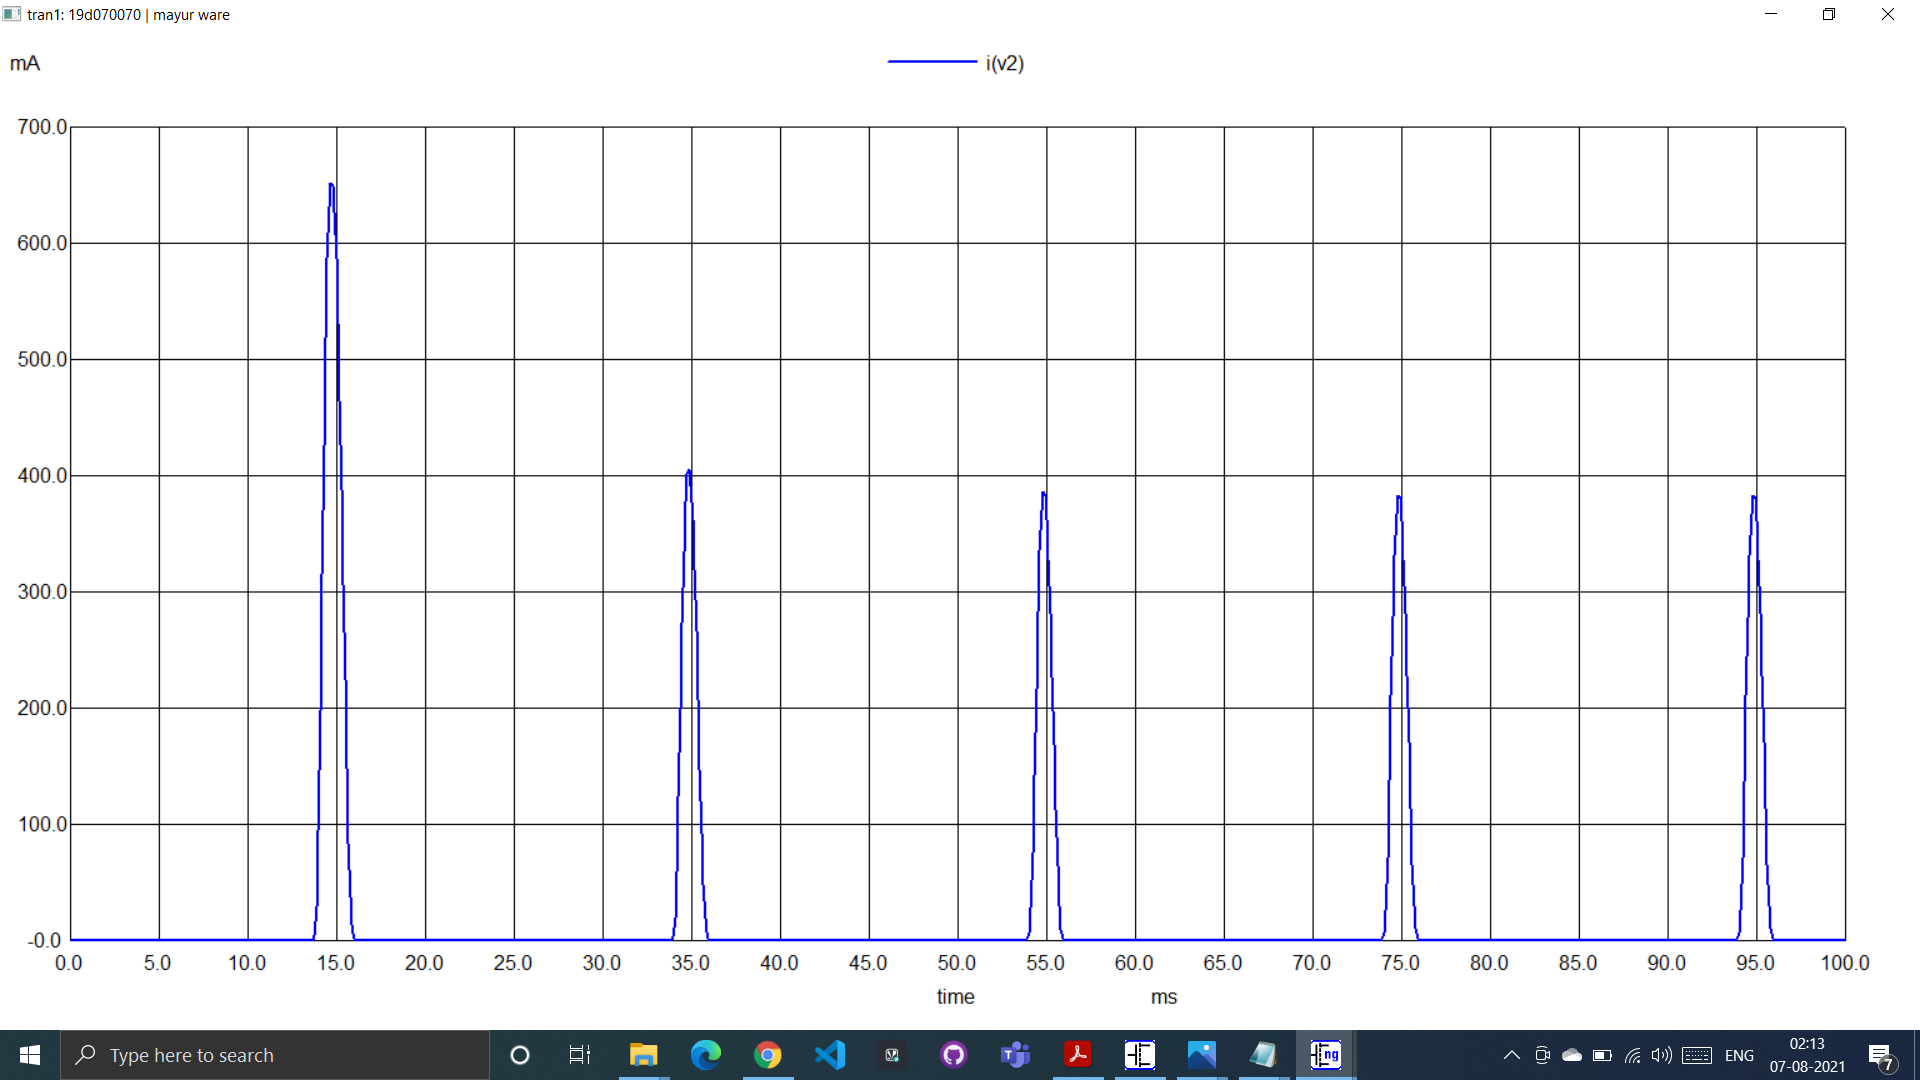 tran1: 19d070070 | mayur ware
mA
i(v2)
700.0
600.0
500.0
400.0
300.0
200.0
100.0
-0.0
0.0 5.0 10.0 15.0 20.0 25.0 30.0 35.0 40.0 45.0 50.0 55.0 60.0 65.0 70.0 75.0 80.0 85.0 90.0 95.0 100.0
time ms
Type here to search
T
ng
ENG
02:13
07-08-2021
7